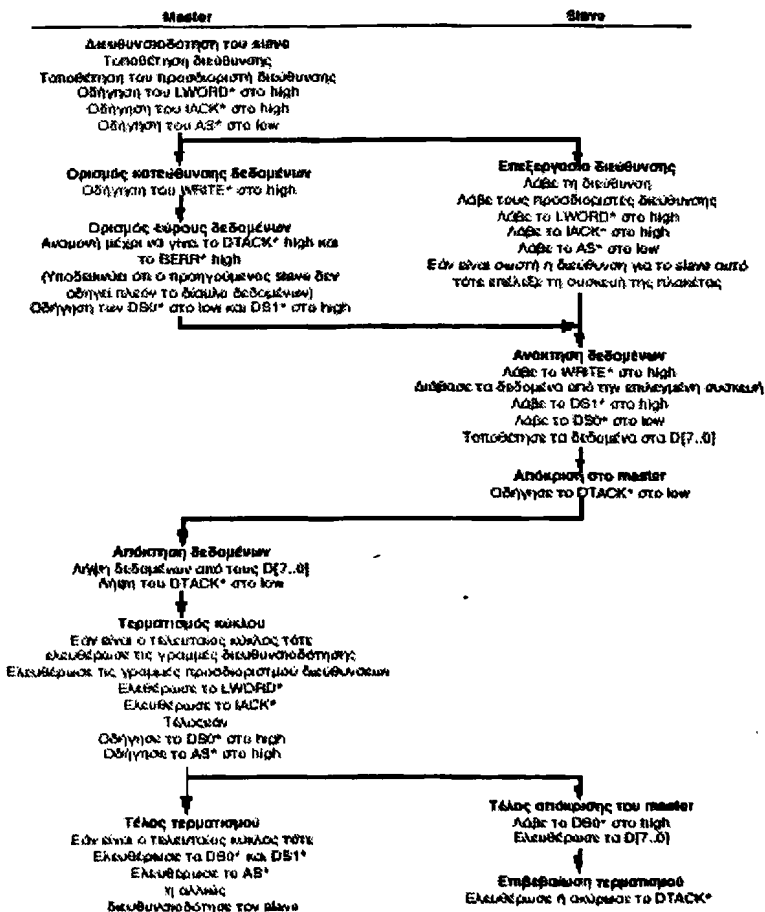 Master
Slave
Διευθυνσιοδότηση του slave
Τοποθέτηση διεύθυνσης
Τοποθέτηση του προσδιοριστή διεύθυνσης
Οδήγηση του LWORD* στο high
Οδήγηση του IACK* στο high
Οδήγηση του AS* στο low
Ορισμός κατεύθυνσης δεδομένων
Οδήγηση του WRITE* στο high
Ορισμός εύρους δεδομένων
Αναμονή μέχρι να γίνει το DTACK* high και
το BERR* high
(Υποδεικνύει ότι ο προηγούμενος slave δεν
οδηγεί πλέον το δίαυλο δεδομένων)
Οδήγηση των DS0* στο low και DS1* στο high
Επεξεργασία διεύθυνσης
Λάβε τη διεύθυνση
Λάβε τους προσδιοριστές διεύθυνσης
Λάβε το LWORD* στο high
Λάβε το IACK* στο high
Λάβε το AS* στο low
Εάν είναι σωστή η διεύθυνση για το slave αυτό
τότε επέλεξε τη συσκευή της πλακέτας
Ανάκτηση δεδομένων
Λάβε το WRITE* στο high
Διάβασε τα δεδομένα από την επιλεγμένη συσκευή
Λάβε το DS1* στο high
Λάβε το DS0* στο low
Τοποθέτησε τα δεδομένα στα D[7..0]
Απόκριση στο master
Οδήγησε το DTACK* στο low
Απόκτηση δεδομένων
Λήψη δεδομένων από τους D[7..0]
Λήψη του DTACK* στο low
Τερματισμός κύκλου
Εάν είναι ο τελευταίος κύκλος τότε
ελευθέρωσε τις γραμμές διευθυνσιοδότησης
Ελευθέρωσε τις γραμμές προσδιορισμού διευθύνσεων
Ελευθέρωσε το LWORD*
Ελευθέρωσε το IACK*
Τέλοςεάν
Οδήγησε το DS0* στο high
Οδήγησε το AS* στο high
Τέλος τερματισμού
Εάν είναι ο τελευταίος κύκλος τότε
Ελευθέρωσε τα DS0* και DS1*
Ελευθέρωσε το AS*
η αλλιώς
διευθυνσιοδότησε τον slave
Τέλος απόκρισης του master
Λάβε το DS0* στο high
Ελευθέρωσε τα D[7..0]
Επιβεβαίωση τερματισμού
Ελευθέρωσε ή ακύρωσε το DTACK*